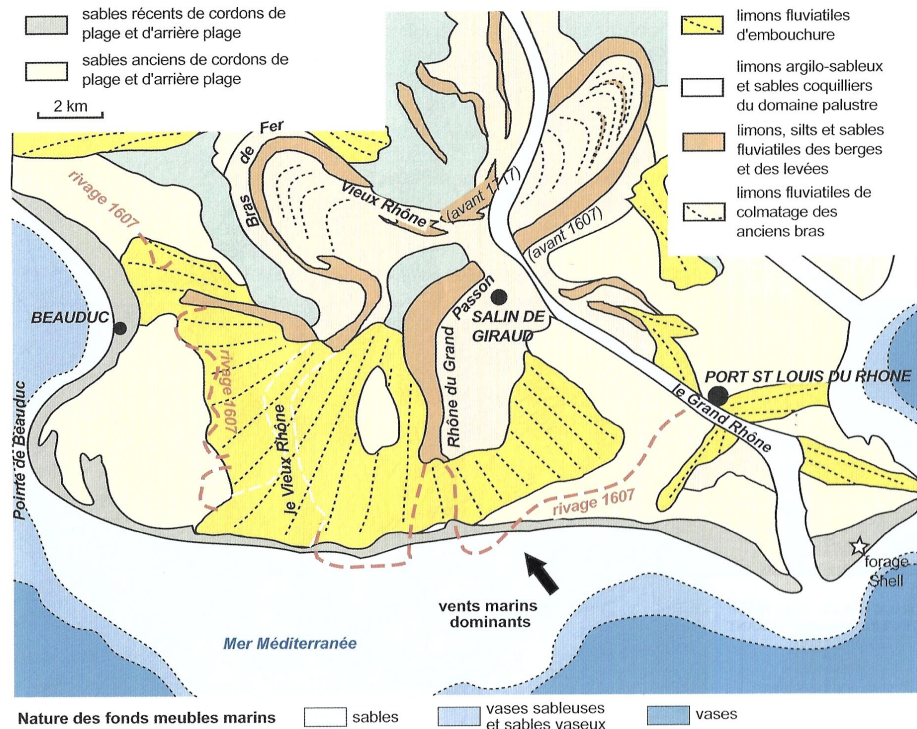 sables récents de cordons de
plage et d'arrière plage
sables anciens de cordons de
plage et d'arrière plage
2 km
limons fluviatiles
d'embouchure
limons argilo-sableux
et sables coquilliers
du domaine palustre
limons, silts et sables
fluviatiles des berges
et des levées
limons fluviatiles de
colmatage des
anciens bras
Bras de Fer
Vieux Rhône
(avant 1717)
(avant 1607)
rivage 1607
BEAUDUC
rivage 1607
Pointe de Beauduc
le Vieux Rhône
Rhône du Grand Passon
SALIN DE
GIRAUD
PORT ST LOUIS DU RHONE
le Grand Rhône
rivage 1607
forage
Shell
vents marins
dominants
Mer Méditerranée
Nature des fonds meubles marins
sables
vases sableuses
et sables vaseux
vases